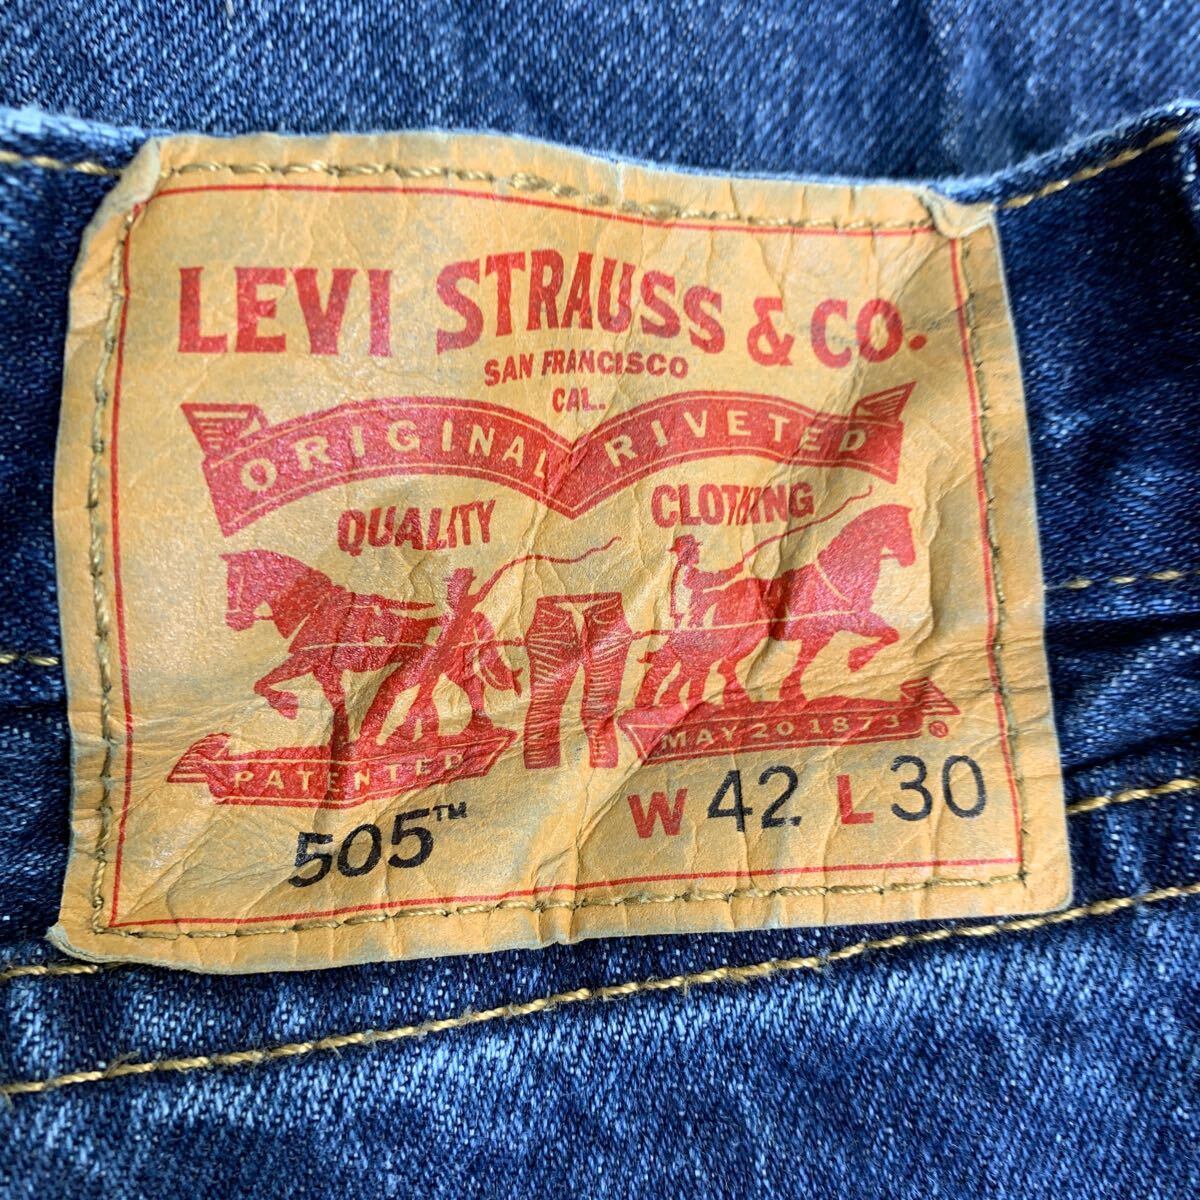 LEVI STRAUSS & CO.
SAN FRANCISCO
CAL.
ORIGINAL RIVETED
QUALITY CLOTHING
PATENTED MAY 20 1873 ®
505™ W 42 L 30